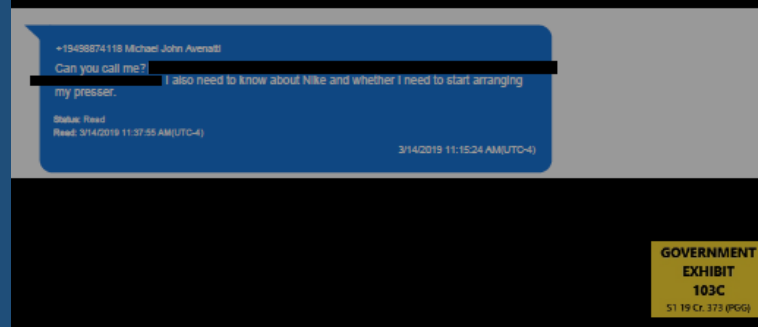 +19498874118 Michael John Avenatti
Can you call me?
I also need to know about Nike and whether I need to start arranging
my presser.
Status: Read
Read: 3/14/2019 11:37:55 AM(UTC-4)
3/14/2019 11:15:24 AM(UTC-4)
GOVERNMENT
EXHIBIT
103C
S1 19 Cr. 373 (PGG)